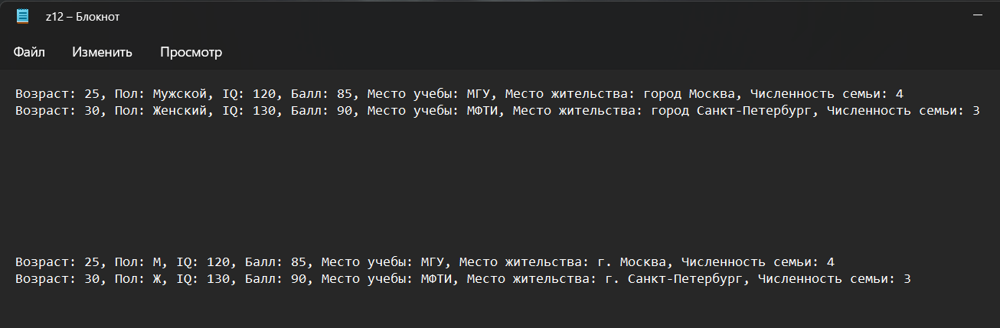 z12 – Блокнот
Файл Изменить Просмотр
Возраст: 25, Пол: Мужской, IQ: 120, Балл: 85, Место учебы: МГУ, Место жительства: город Москва, Численность семьи: 4
Возраст: 30, Пол: Женский, IQ: 130, Балл: 90, Место учебы: МФТИ, Место жительства: город Санкт-Петербург, Численность семьи: 3
Возраст: 25, Пол: М, IQ: 120, Балл: 85, Место учебы: МГУ, Место жительства: г. Москва, Численность семьи: 4
Возраст: 30, Пол: Ж, IQ: 130, Балл: 90, Место учебы: МФТИ, Место жительства: г. Санкт-Петербург, Численность семьи: 3